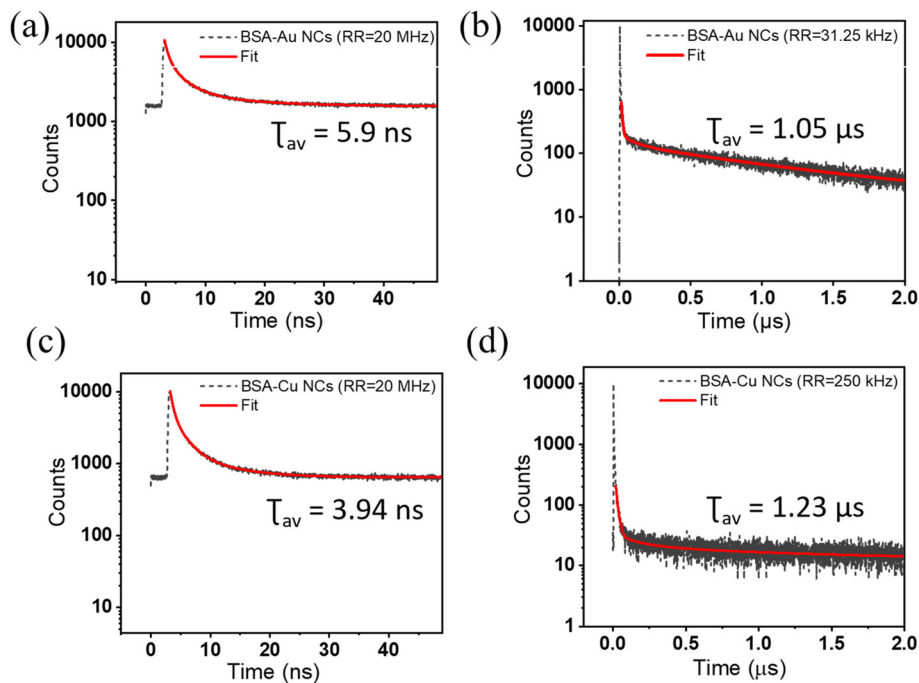 (a)
10000
1000
100
10
Counts
BSA-Au NCs (RR=20 MHz)
Fit
Ʈav = 5.9 ns
0 10 20 30 40
Time (ns)
(b)
10000
1000
100
10
1
Counts
BSA-Au NCs (RR=31.25 kHz)
Fit
Ʈav = 1.05 µs
0.0 0.5 1.0 1.5 2.0
Time (µs)
(c)
10000
1000
100
10
Counts
BSA-Cu NCs (RR=20 MHz)
Fit
Ʈav = 3.94 ns
0 10 20 30 40
Time (ns)
(d)
10000
1000
100
10
1
Counts
BSA-Cu NCs (RR=250 kHz)
Fit
Ʈav = 1.23 µs
0.0 0.5 1.0 1.5 2.0
Time (µs)